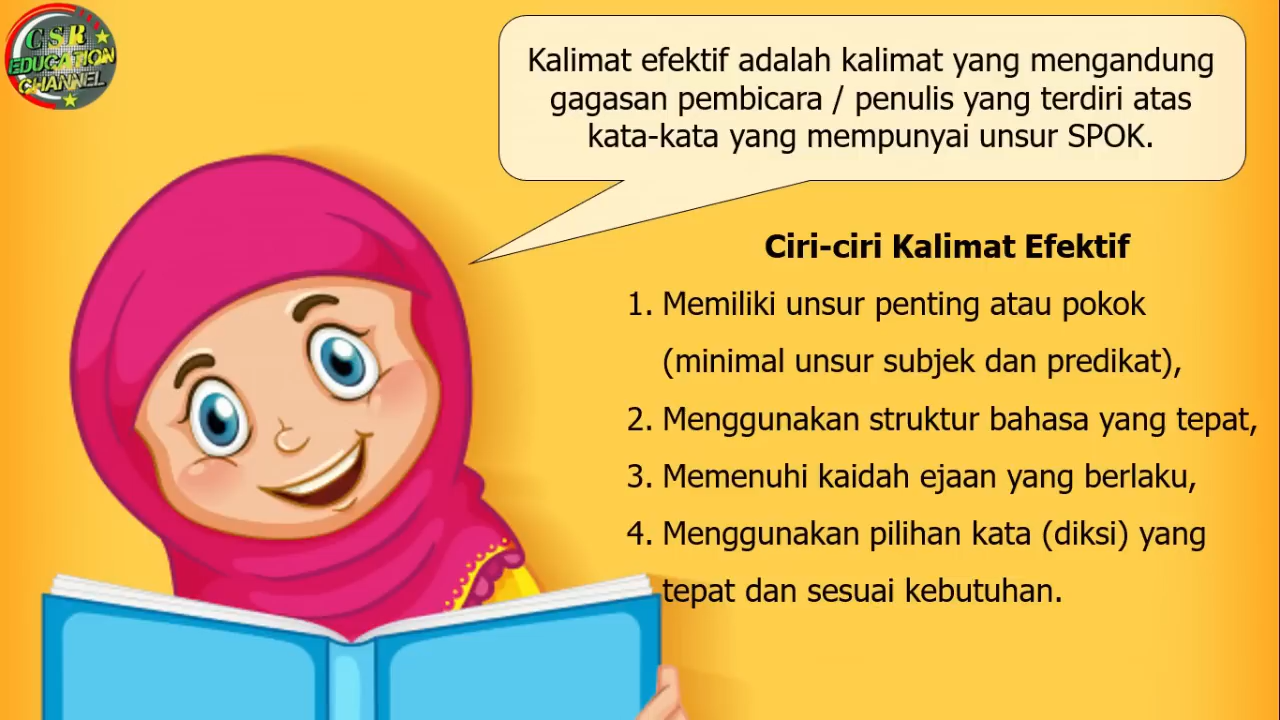 CSR
EDUCATION
CHANNEL
Kalimat efektif adalah kalimat yang mengandung
gagasan pembicara / penulis yang terdiri atas
kata-kata yang mempunyai unsur SPOK.
Ciri-ciri Kalimat Efektif
1. Memiliki unsur penting atau pokok
(minimal unsur subjek dan predikat),
2. Menggunakan struktur bahasa yang tepat,
3. Memenuhi kaidah ejaan yang berlaku,
4. Menggunakan pilihan kata (diksi) yang
tepat dan sesuai kebutuhan.